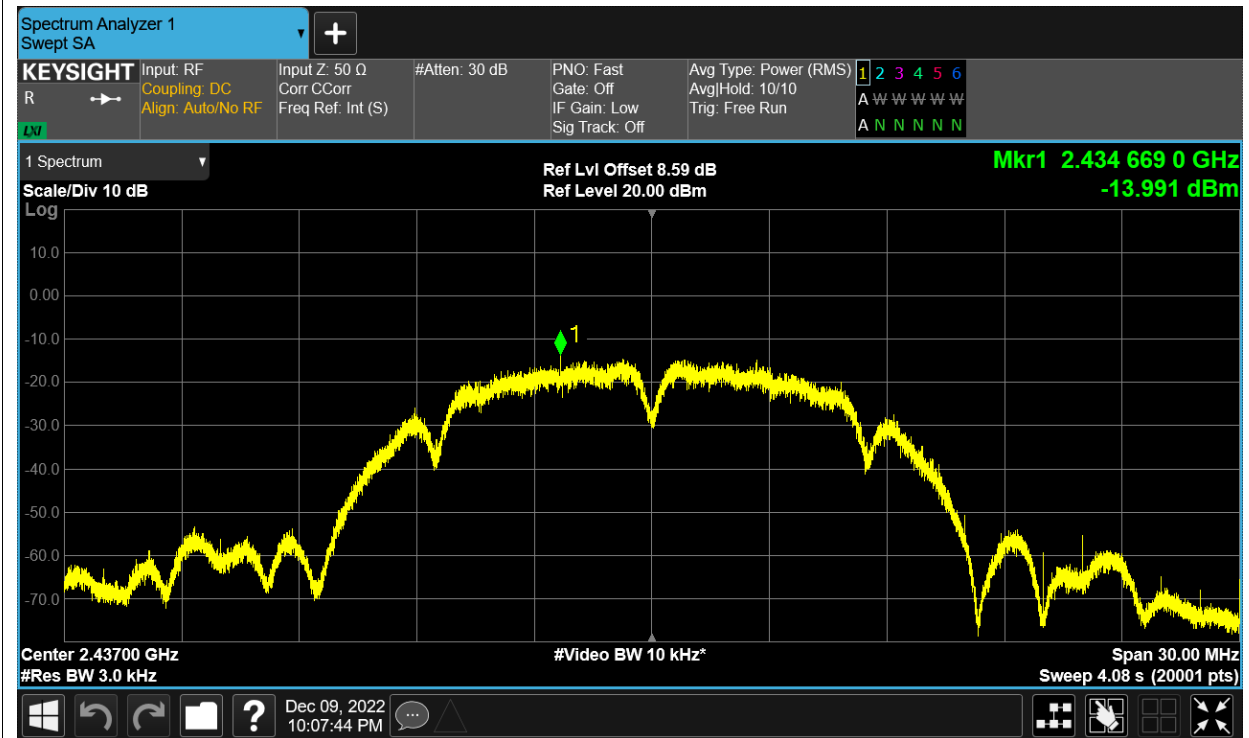 Spectrum Analyzer 1
Swept SA
KEYSIGHT
R
LXI
Input: RF
Coupling: DC
Align: Auto/No RF
Input Z: 50 Ω
Corr CCorr
Freq Ref: Int (S)
#Atten: 30 dB
PNO: Fast
Gate: Off
IF Gain: Low
Sig Track: Off
Avg Type: Power (RMS)
Avg|Hold: 10/10
Trig: Free Run
1 2 3 4 5 6
A W W W W W
A N N N N N
1 Spectrum
Scale/Div 10 dB
Ref Lvl Offset 8.59 dB
Ref Level 20.00 dBm
Mkr1 2.434 669 0 GHz
-13.991 dBm
Log
10.0
0.00
-10.0
-20.0
-30.0
-40.0
-50.0
-60.0
-70.0
1
Center 2.43700 GHz
#Res BW 3.0 kHz
#Video BW 10 kHz*
Span 30.00 MHz
Sweep 4.08 s (20001 pts)
?
Dec 09, 2022
10:07:44 PM